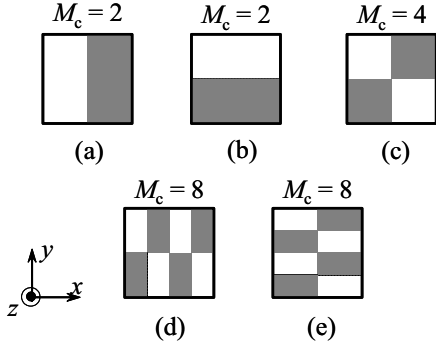 M_c = 2 M_c = 2 M_c = 4
(a) (b) (c)
M_c = 8 M_c = 8
y
x
z
(d) (e)